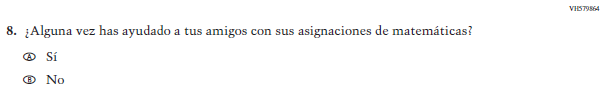 VH579864
8. ¿Alguna vez has ayudado a tus amigos con sus asignaciones de matemáticas?
A Sí
B No